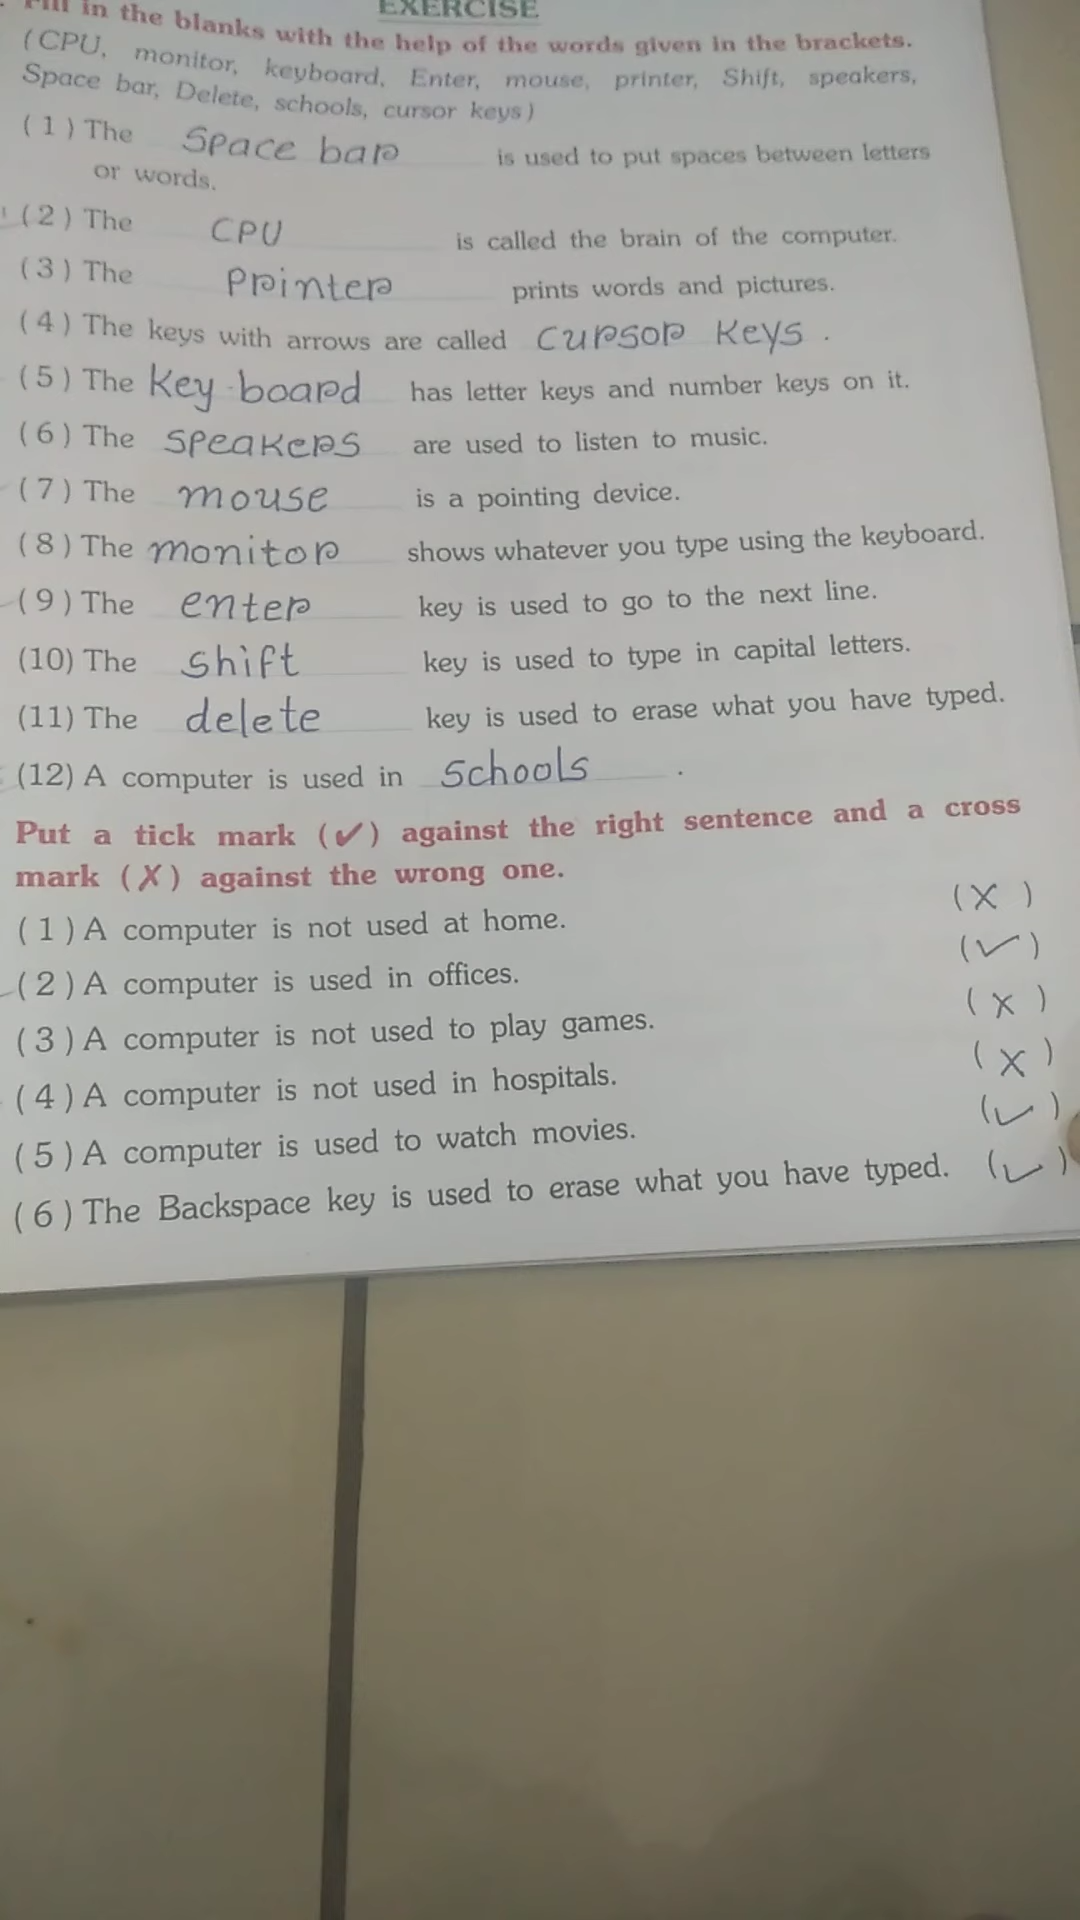 EXERCISE
Fill in the blanks with the help of the words given in the brackets.
(CPU, monitor, keyboard, Enter, mouse, printer, Shift, speakers,
Space bar, Delete, schools, cursor keys)
(1) The Space bar is used to put spaces between letters
or words.
(2) The CPU is called the brain of the computer.
(3) The Printer prints words and pictures.
(4) The keys with arrows are called cursor keys.
(5) The Key board has letter keys and number keys on it.
(6) The speakers are used to listen to music.
(7) The mouse is a pointing device.
(8) The monitor shows whatever you type using the keyboard.
(9) The enter key is used to go to the next line.
(10) The shift key is used to type in capital letters.
(11) The delete key is used to erase what you have typed.
(12) A computer is used in Schools.
Put a tick mark (✓) against the right sentence and a cross
mark (✗) against the wrong one.
(1) A computer is not used at home. (✗)
(2) A computer is used in offices. (✓)
(3) A computer is not used to play games. (✗)
(4) A computer is not used in hospitals. (✗)
(5) A computer is used to watch movies. (✓)
(6) The Backspace key is used to erase what you have typed. (✓)